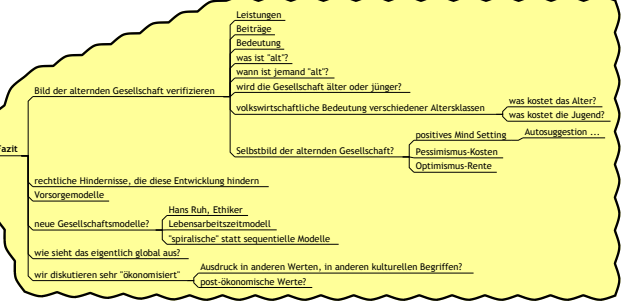 Fazit
Bild der alternden Gesellschaft verifizieren
Leistungen
Beiträge
Bedeutung
was ist "alt"?
wann ist jemand "alt"?
wird die Gesellschaft älter oder jünger?
volkswirtschaftliche Bedeutung verschiedener Altersklassen
was kostet das Alter?
was kostet die Jugend?
Selbstbild der alternden Gesellschaft?
positives Mind Setting
Autosuggestion ...
Pessimismus-Kosten
Optimismus-Rente
rechtliche Hindernisse, die diese Entwicklung hindern
Vorsorgemodelle
neue Gesellschaftsmodelle?
Hans Ruh, Ethiker
Lebensarbeitszeitmodell
"spiralische" statt sequentielle Modelle
wie sieht das eigentlich global aus?
wir diskutieren sehr "ökonomisiert"
Ausdruck in anderen Werten, in anderen kulturellen Begriffen?
post-ökonomische Werte?